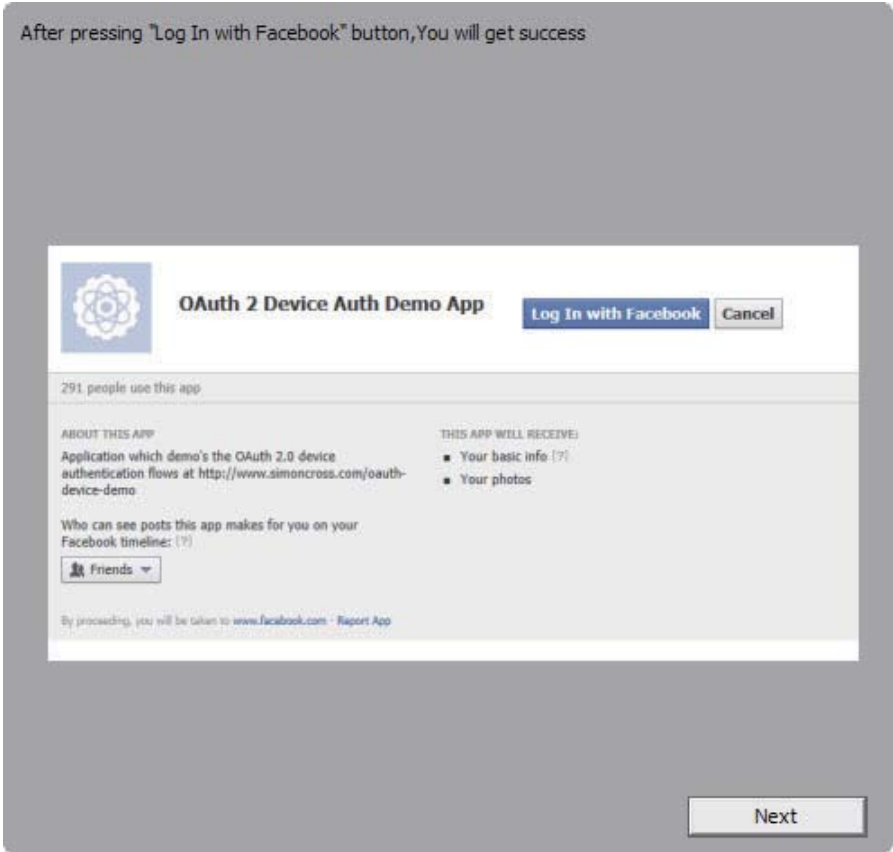 After pressing "Log In with Facebook" button,You will get success
OAuth 2 Device Auth Demo App
Log In with Facebook
Cancel
291 people use this app
ABOUT THIS APP
Application which demo's the OAuth 2.0 device
authentication flows at http://www.simoncross.com/oauth-
device-demo
Who can see posts this app makes for you on your
Facebook timeline: [?]
Friends
THIS APP WILL RECEIVE:
Your basic info [?]
Your photos
By proceeding, you will be taken to www.facebook.com · Report App
Next